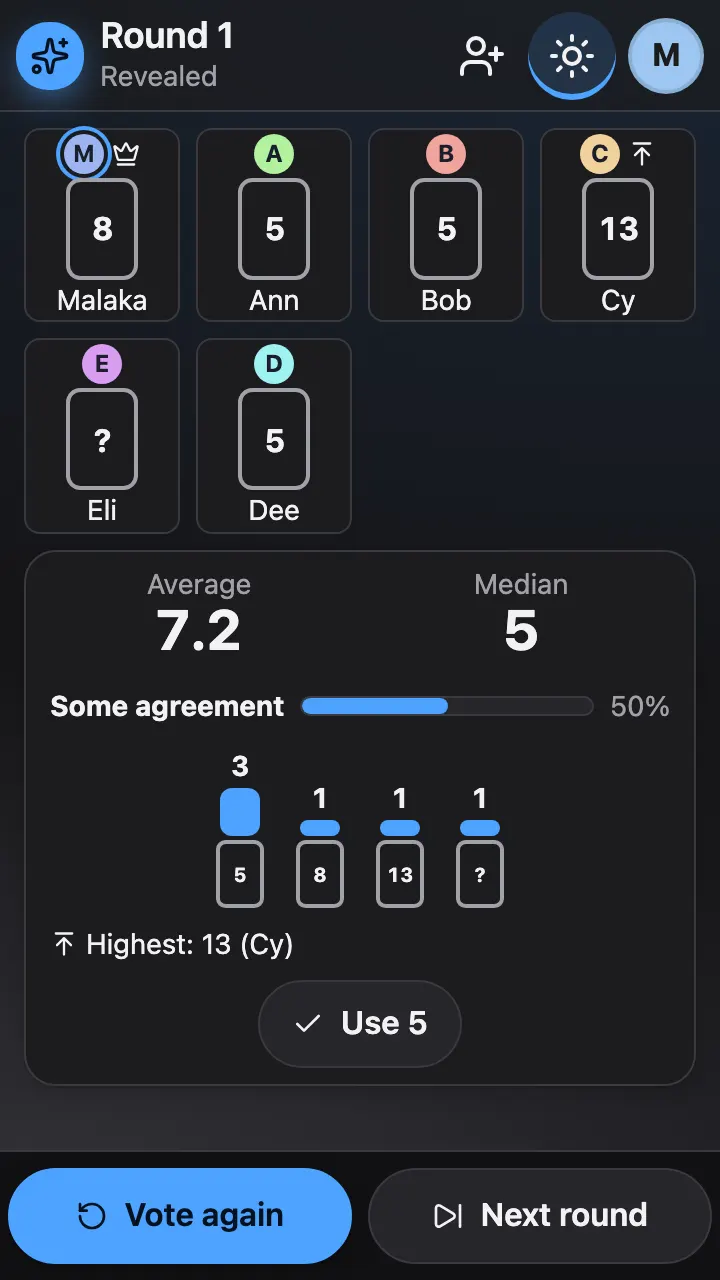 Round 1
Revealed
M
M
A
B
C
8
5
5
13
Malaka
Ann
Bob
Cy
E
D
?
5
Eli
Dee
Average
Median
7.2
5
Some agreement
50%
3
1
1
1
5
8
13
?
Highest: 13 (Cy)
Use 5
Vote again
Next round